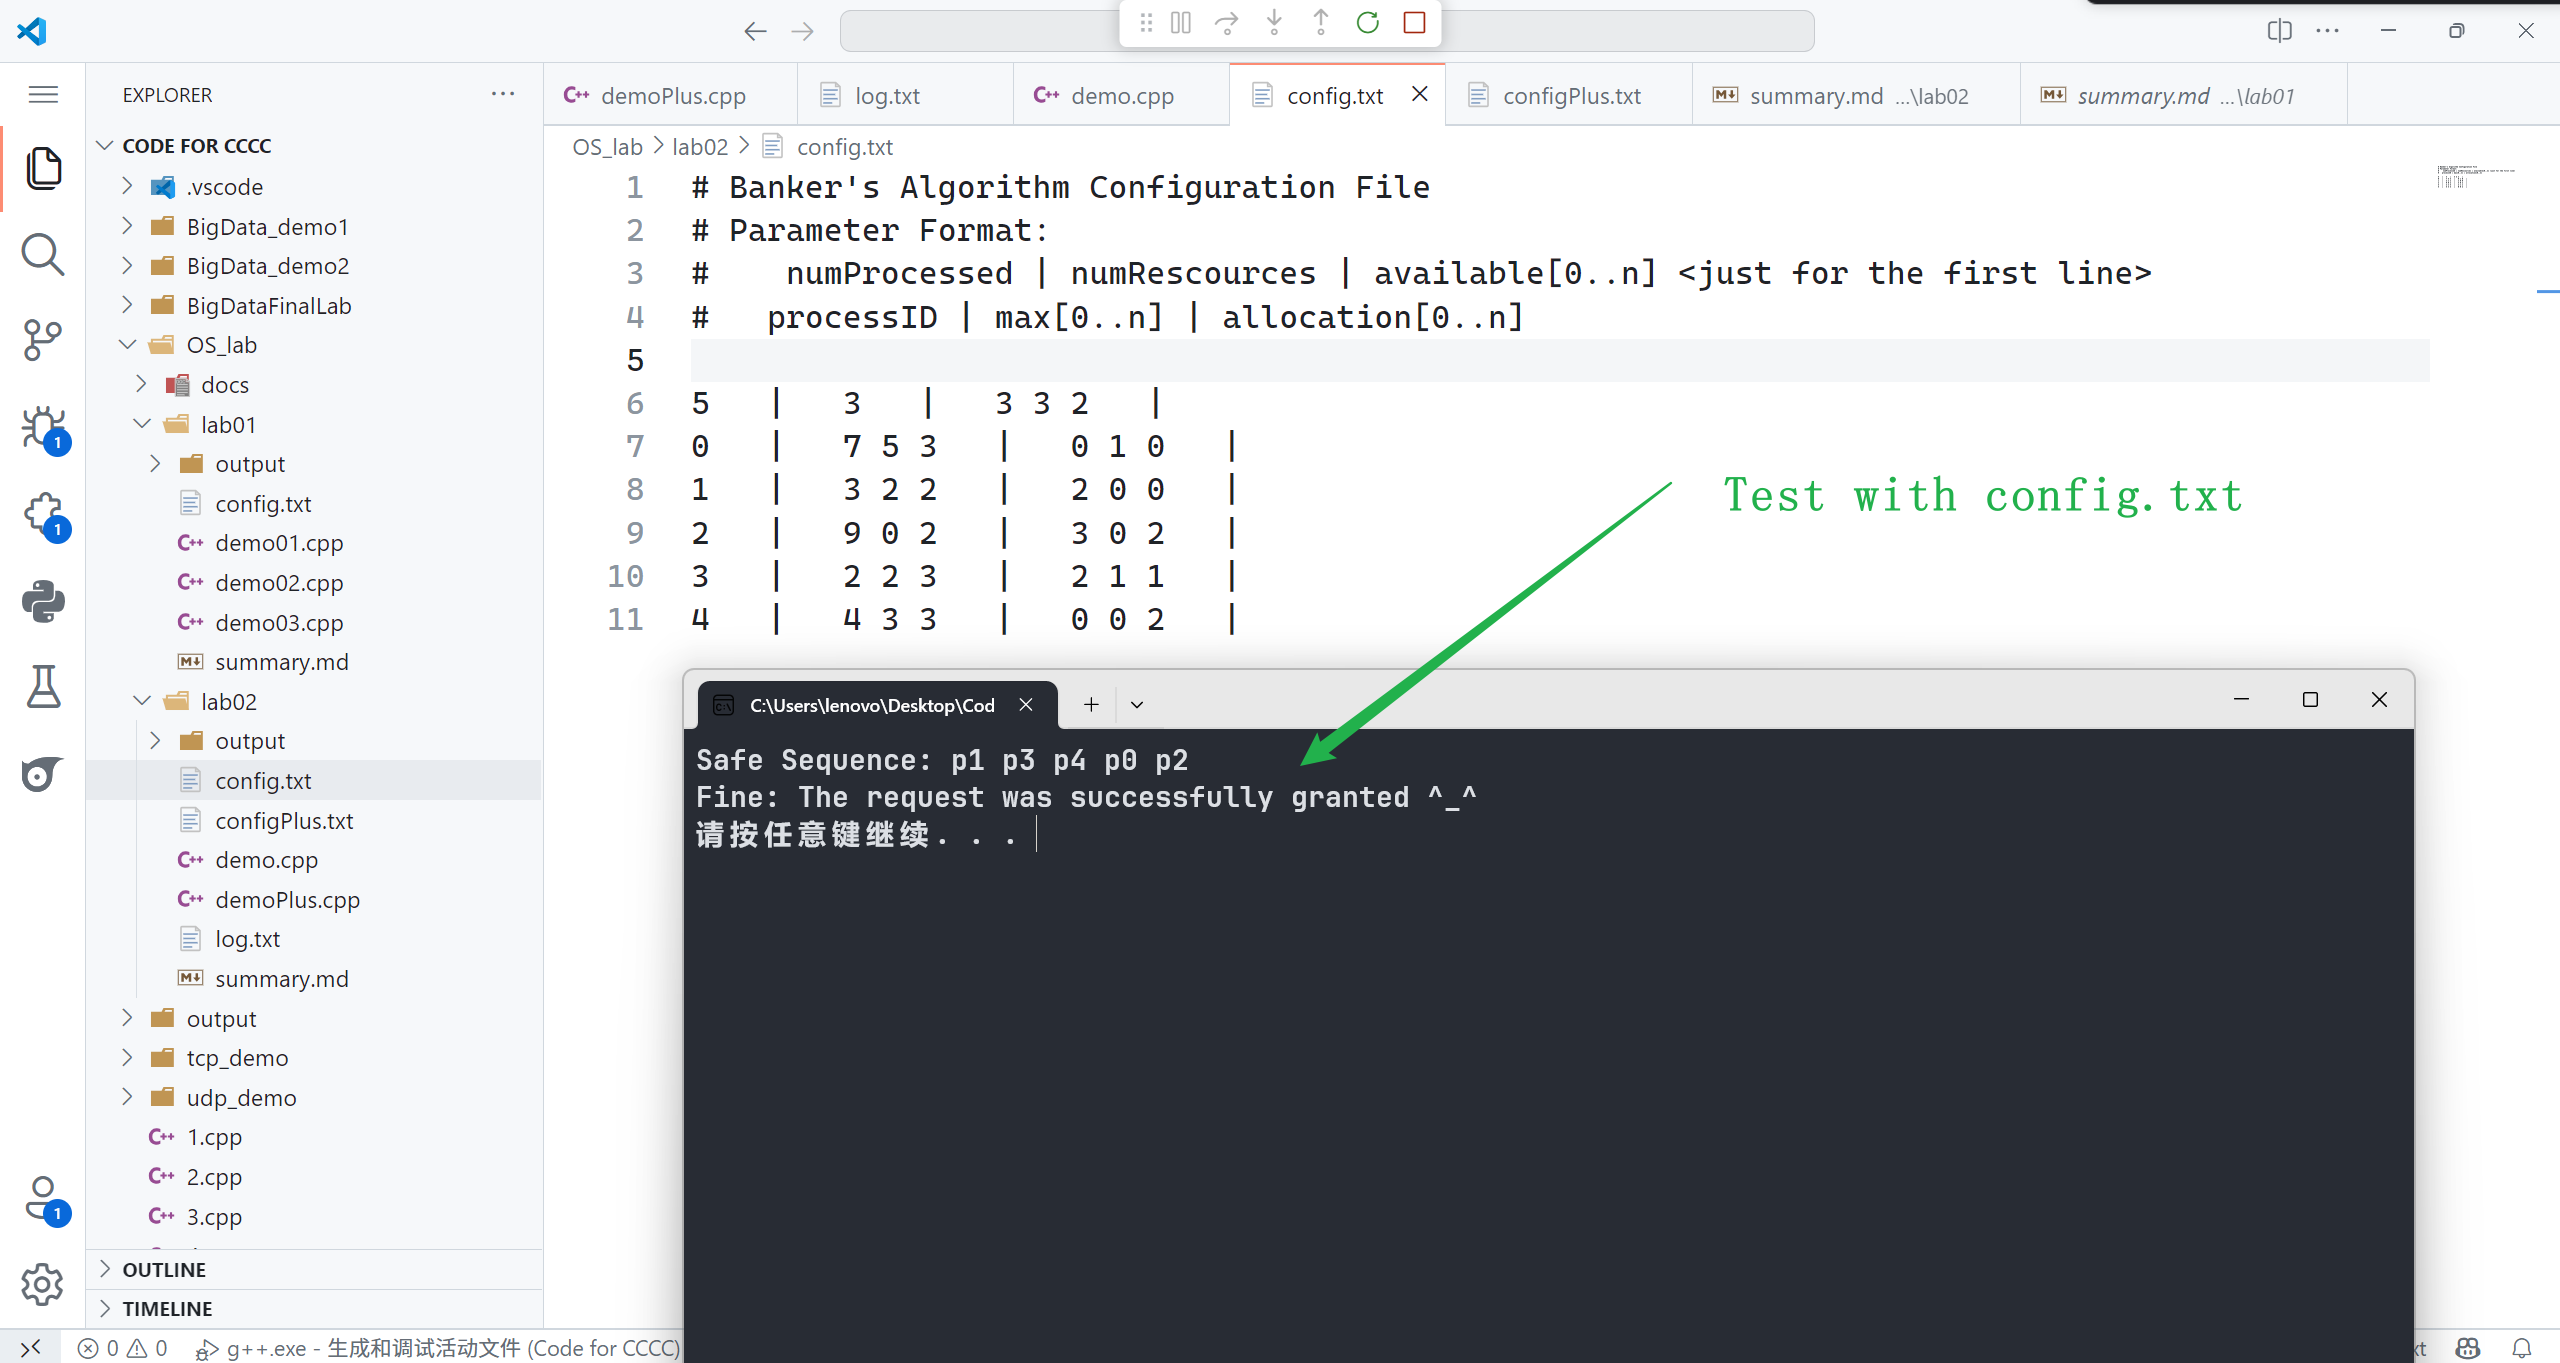 EXPLORER
CODE FOR CCCC
.vscode
BigData_demo1
BigData_demo2
BigDataFinalLab
OS_lab
docs
lab01
output
config.txt
demo01.cpp
demo02.cpp
demo03.cpp
summary.md
lab02
output
config.txt
configPlus.txt
demo.cpp
demoPlus.cpp
log.txt
summary.md
output
tcp_demo
udp_demo
1.cpp
2.cpp
3.cpp
OUTLINE
TIMELINE
1
1
1
demoPlus.cpp log.txt demo.cpp config.txt configPlus.txt summary.md ...\lab02 summary.md ...\lab01
OS_lab > lab02 > config.txt
1 # Banker's Algorithm Configuration File
2 # Parameter Format:
3 #    numProcessed | numRescources | available[0..n] <just for the first line>
4 #   processID | max[0..n] | allocation[0..n]
5
6 5   |   3   |   3 3 2   |
7 0   |   7 5 3   |   0 1 0   |
8 1   |   3 2 2   |   2 0 0   |
9 2   |   9 0 2   |   3 0 2   |
10 3   |   2 2 3   |   2 1 1   |
11 4   |   4 3 3   |   0 0 2   |
Test with config.txt
C:\Users\lenovo\Desktop\Cod
Safe Sequence: p1 p3 p4 p0 p2
Fine: The request was successfully granted ^_^
请按任意键继续. . .
0 0 g++.exe - 生成和调试活动文件 (Code for CCCC)